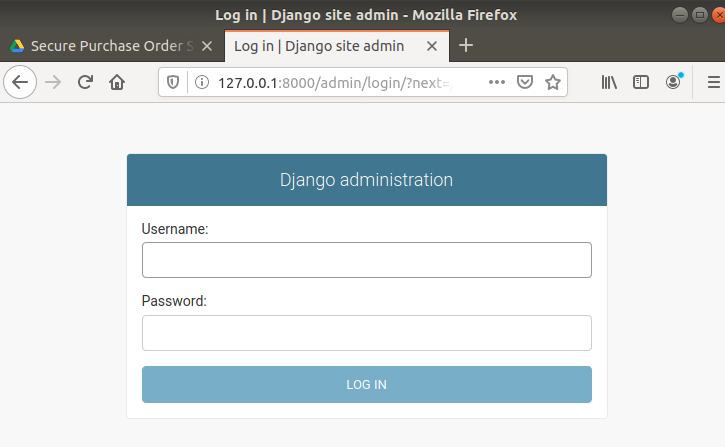 Log in | Django site admin - Mozilla Firefox
Secure Purchase Order S
Log in | Django site admin
127.0.0.1:8000/admin/login/?next=
Django administration
Username:
Password:
LOG IN